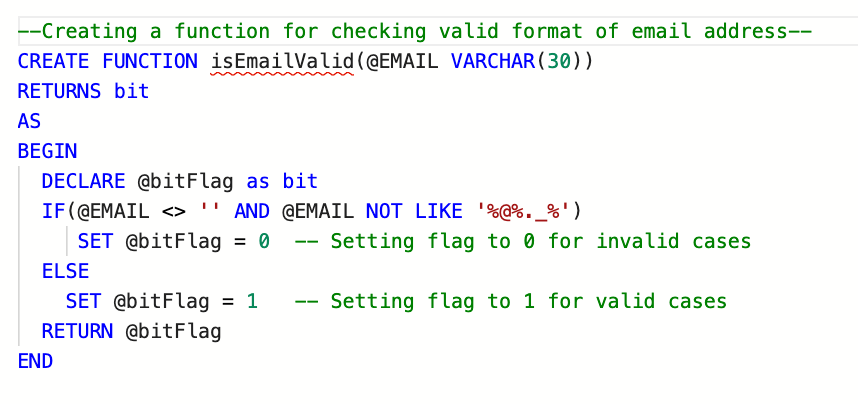 --Creating a function for checking valid format of email address--
CREATE FUNCTION isEmailValid(@EMAIL VARCHAR(30))
RETURNS bit
AS
BEGIN
DECLARE @bitFlag as bit
IF(@EMAIL <> '' AND @EMAIL NOT LIKE '%@%._%')
SET @bitFlag = 0 -- Setting flag to 0 for invalid cases
ELSE
SET @bitFlag = 1 -- Setting flag to 1 for valid cases
RETURN @bitFlag
END